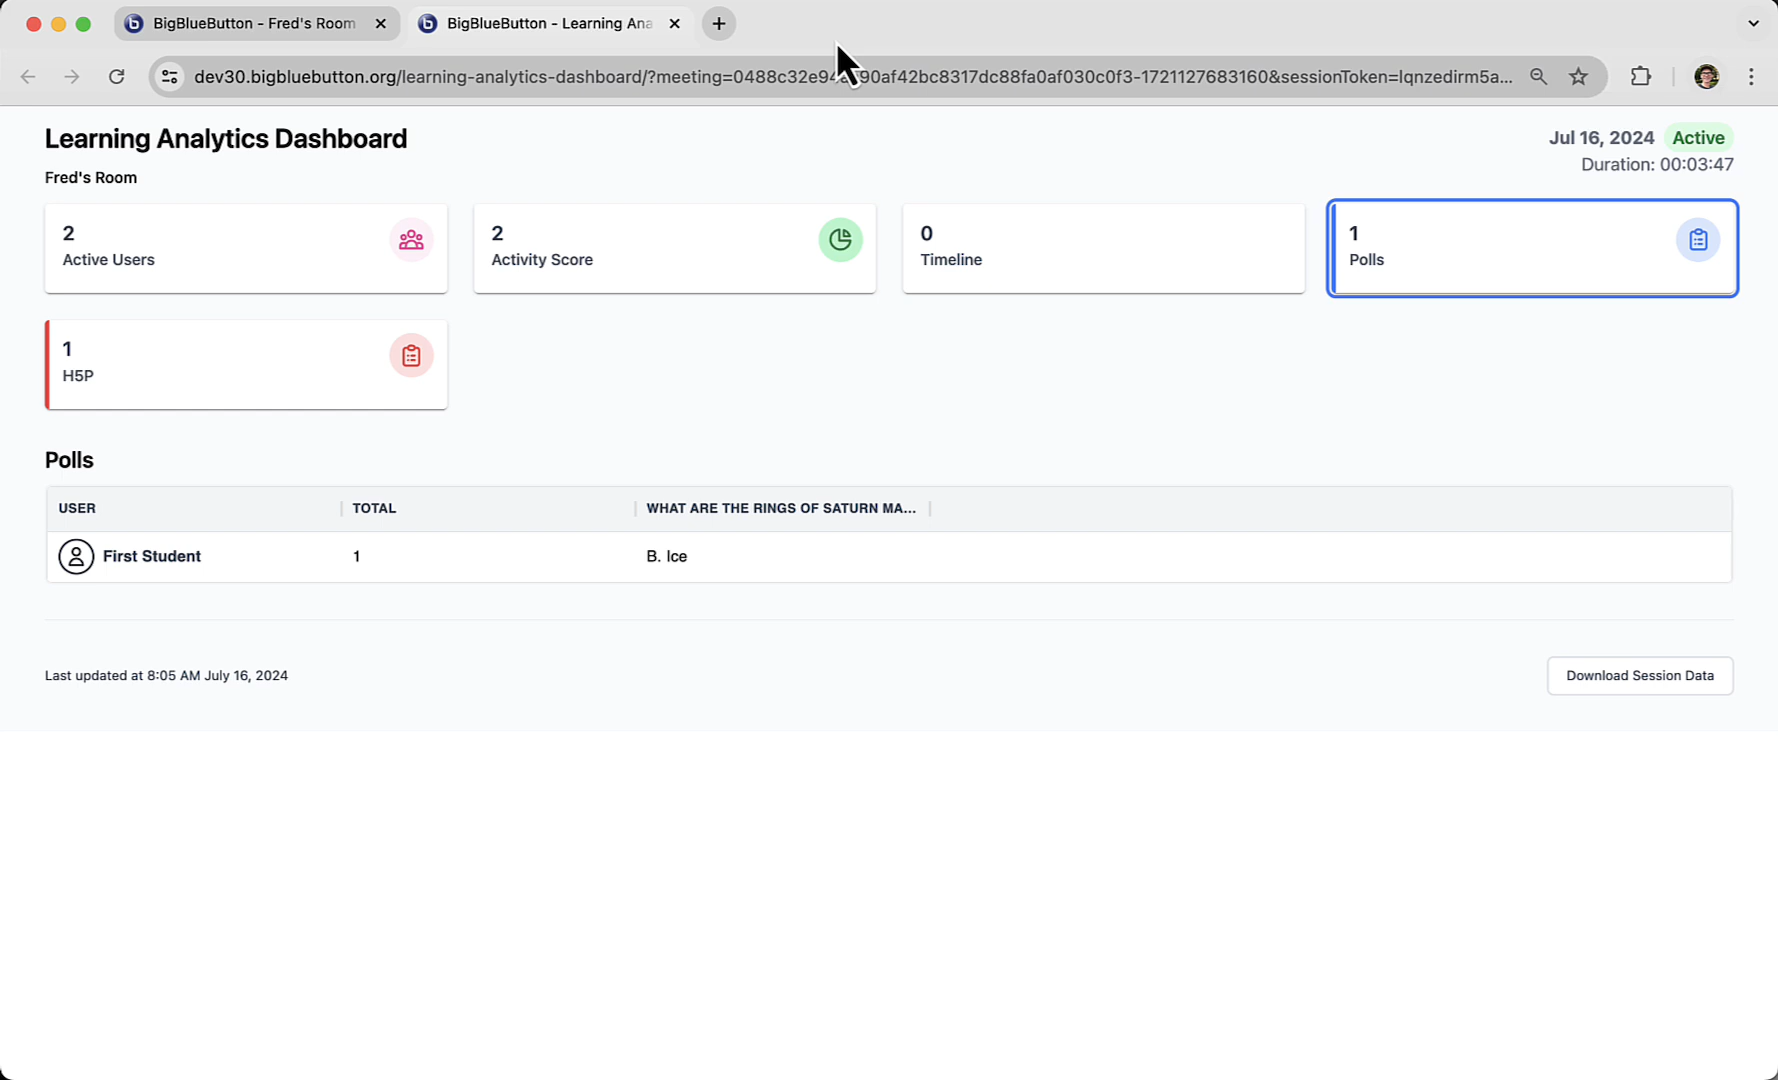 BigBlueButton - Fred's Room
BigBlueButton - Learning Ana
dev30.bigbluebutton.org/learning-analytics-dashboard/?meeting=0488c32e94 90af42bc8317dc88fa0af030c0f3-1721127683160&sessionToken=lqnzedirm5a...
Learning Analytics Dashboard
Jul 16, 2024 Active
Duration: 00:03:47
Fred's Room
2
Active Users
2
Activity Score
0
Timeline
1
Polls
1
H5P
Polls
USER TOTAL WHAT ARE THE RINGS OF SATURN MA...
First Student 1 B. Ice
Last updated at 8:05 AM July 16, 2024
Download Session Data